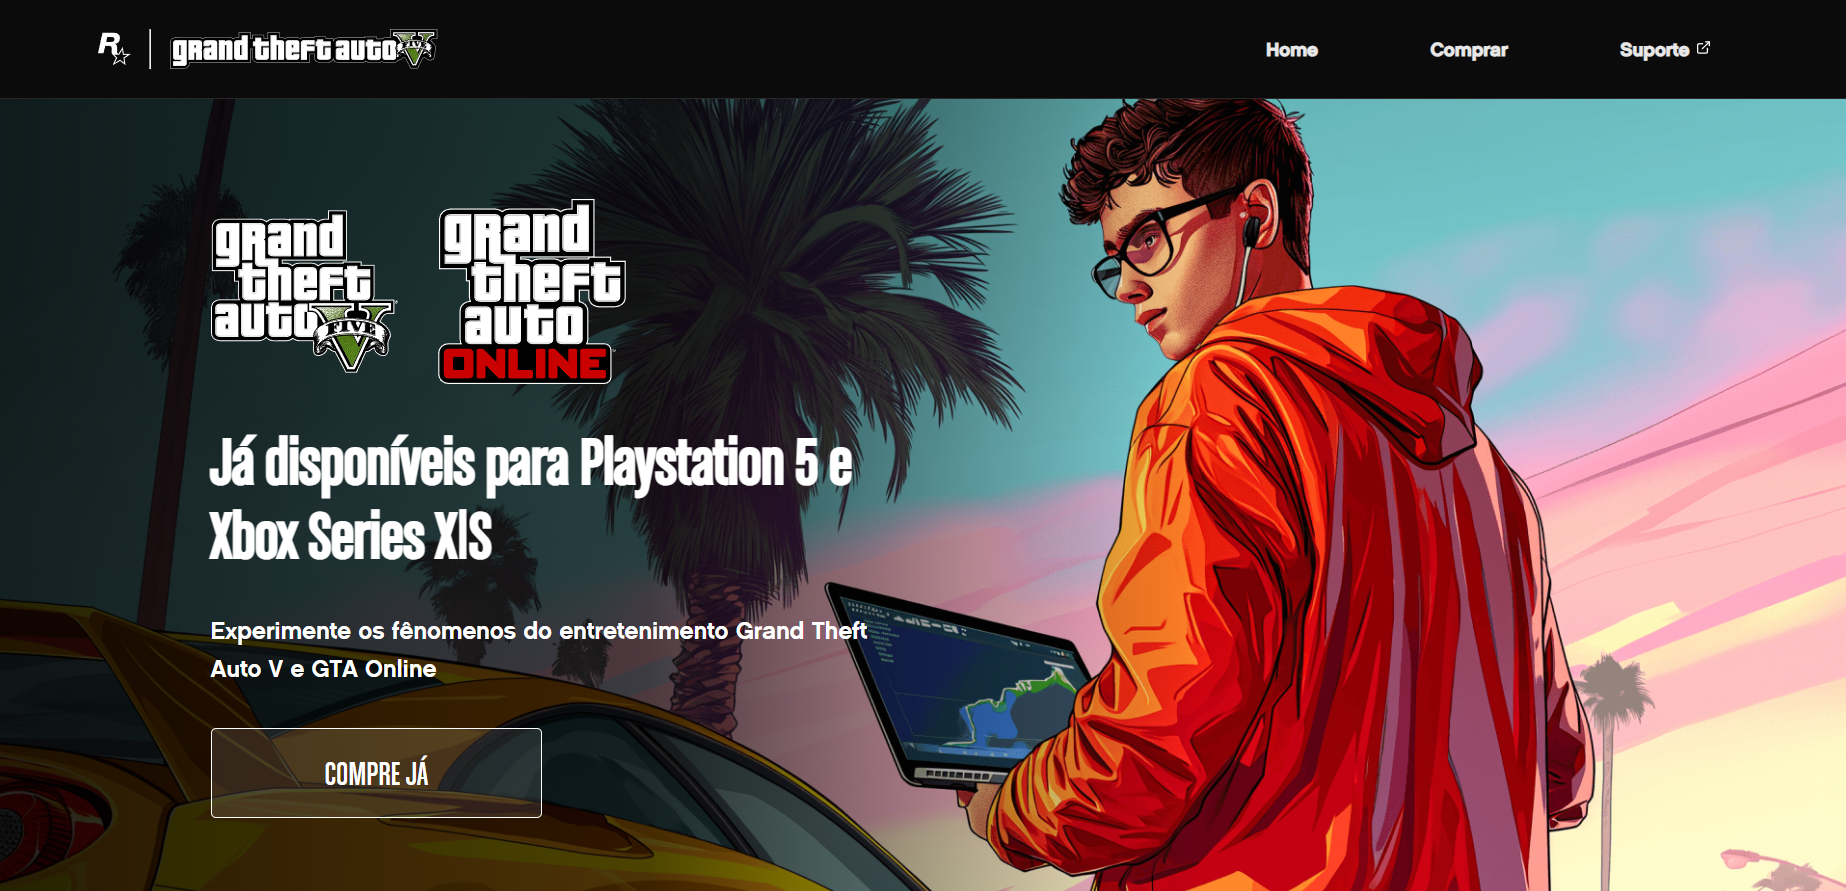 R
grand theft auto V
FIVE
Home
Comprar
Suporte
grand
theft
auto V
FIVE
grand
theft
auto
ONLINE
Já disponíveis para Playstation 5 e
Xbox Series X|S
Experimente os fênomenos do entretenimento Grand Theft
Auto V e GTA Online
COMPRE JÁ